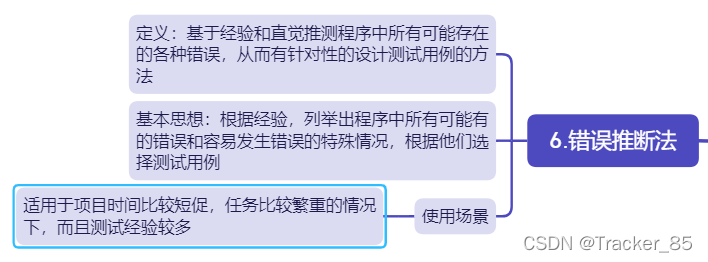 定义：基于经验和直觉推测程序中所有可能存在
的各种错误，从而有针对性的设计测试用例的方
法
基本思想：根据经验，列举出程序中所有可能有
的错误和容易发生错误的特殊情况，根据他们选
择测试用例
6.错误推断法
适用于项目时间比较短促，任务比较繁重的情况
下，而且测试经验较多
使用场景
CSDN @Tracker_85